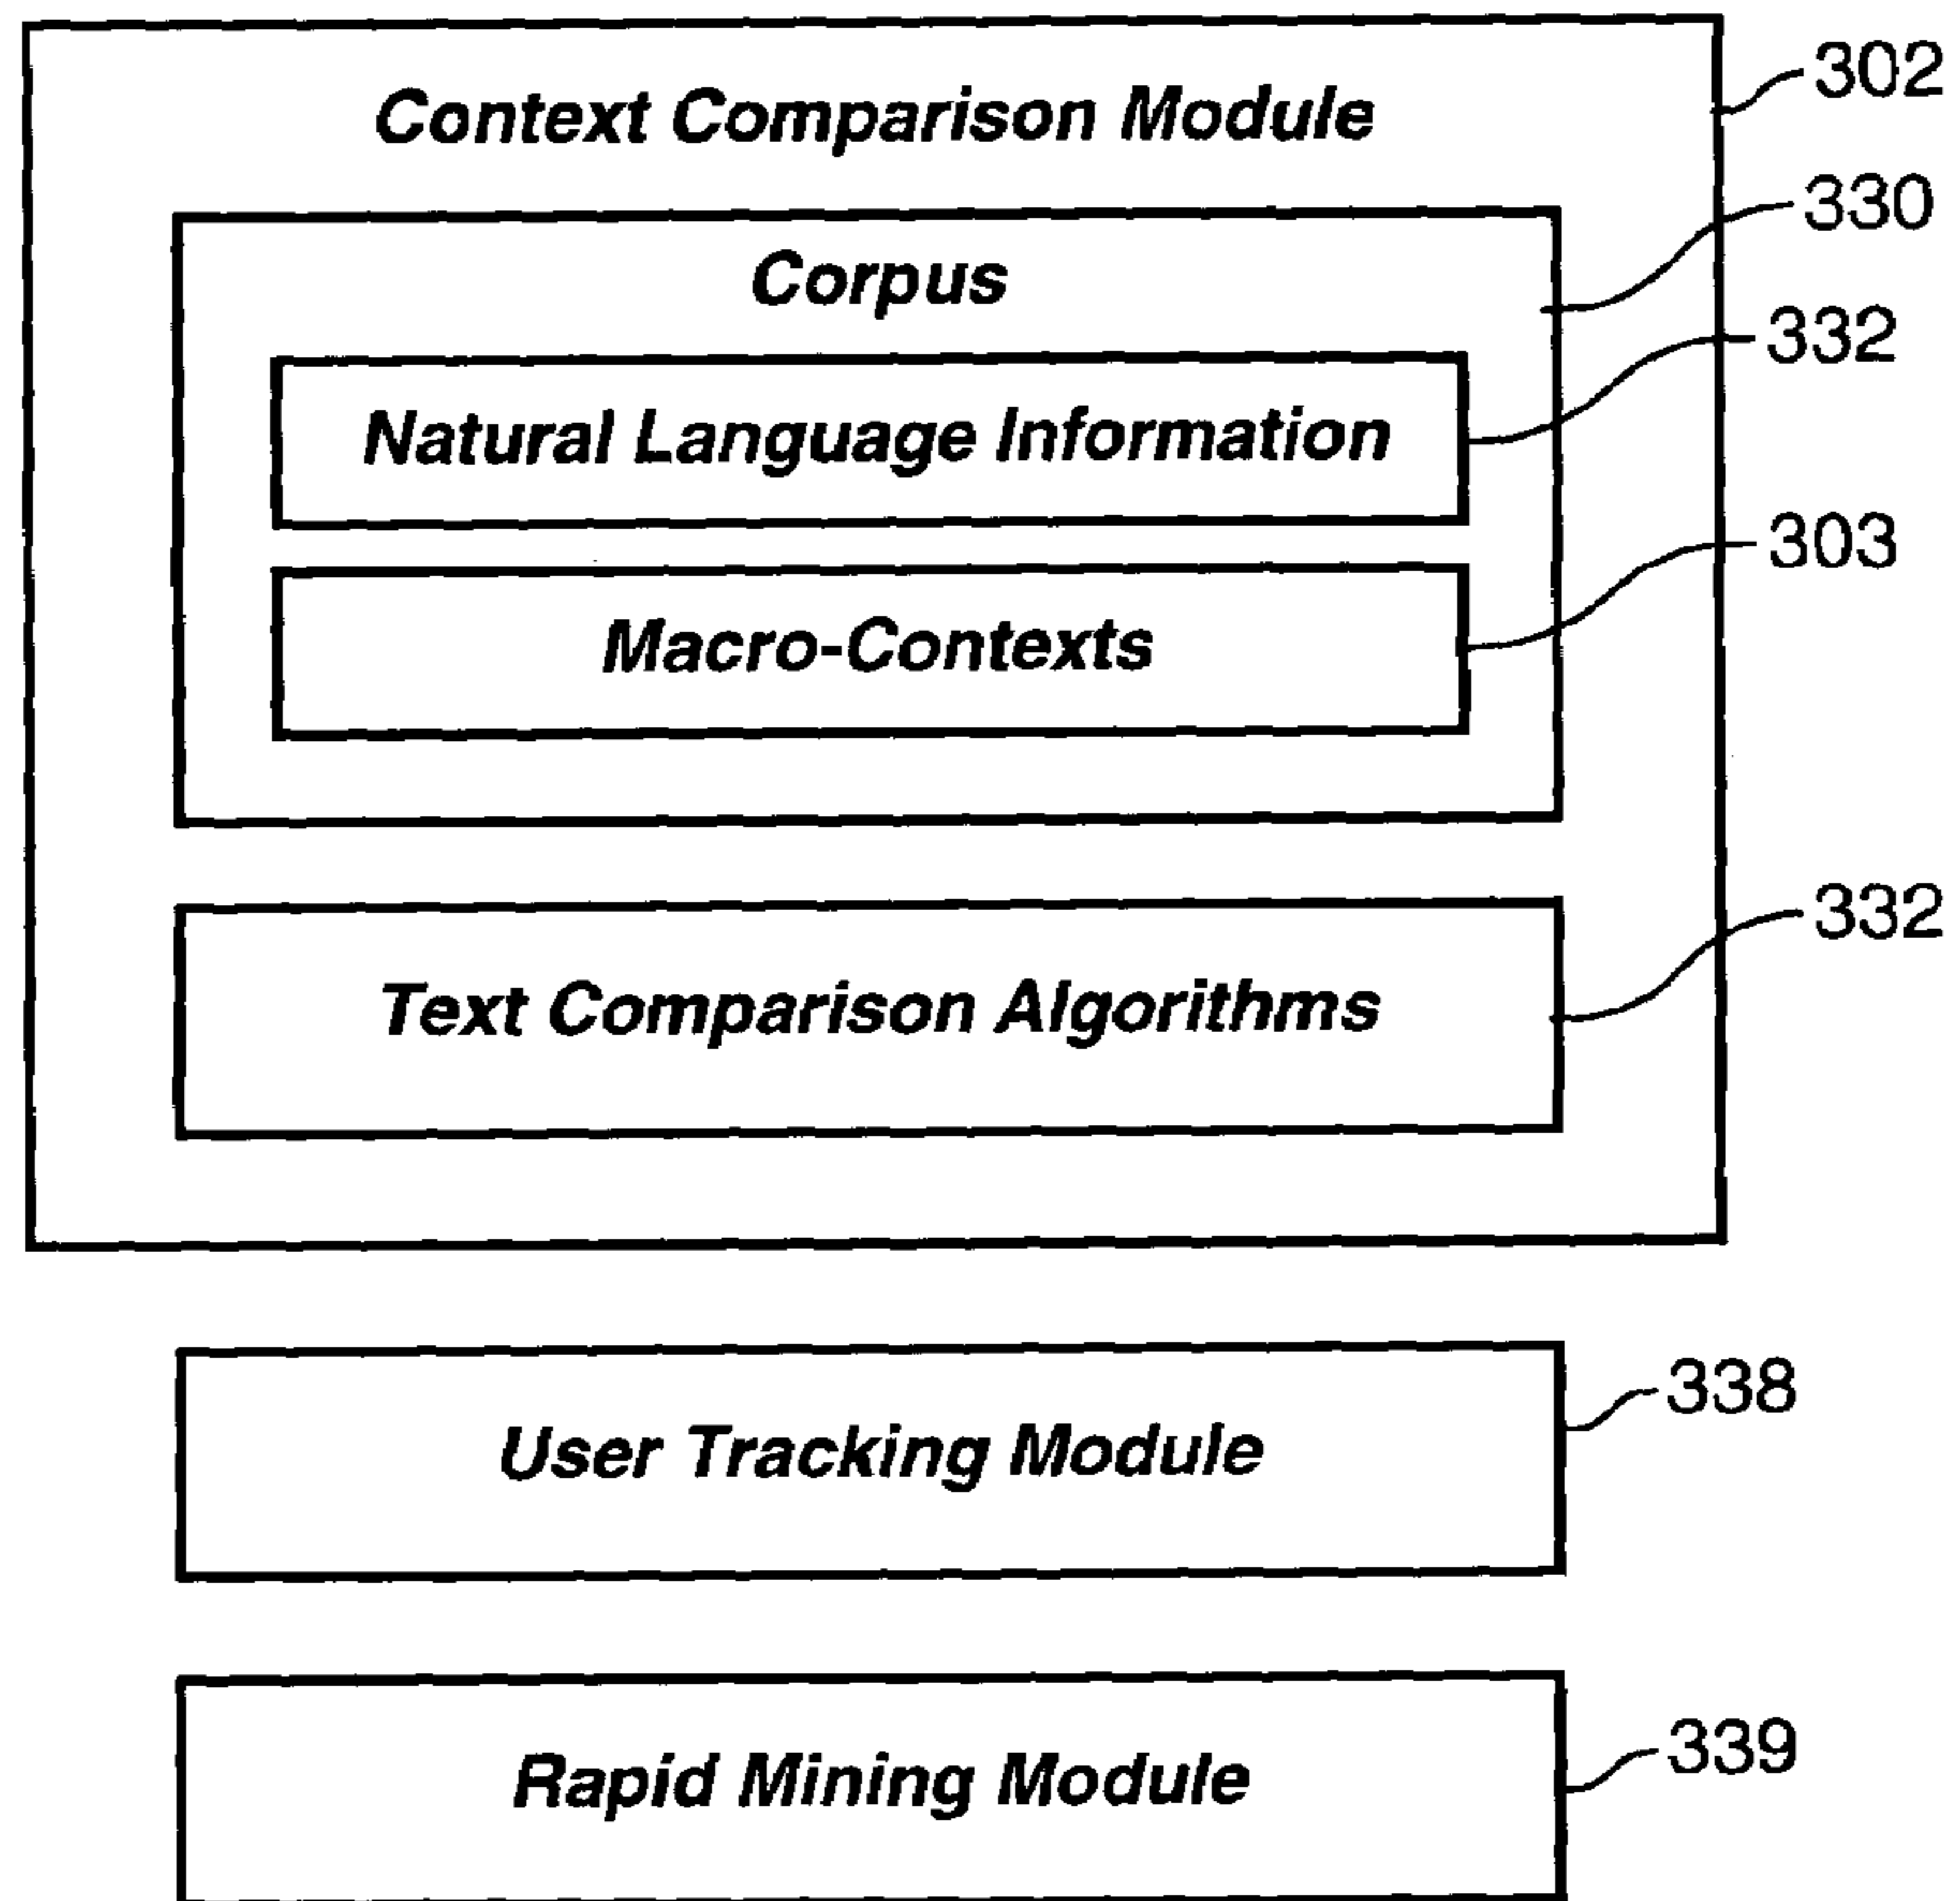 Context Comparison Module
302
330
Corpus
332
Natural Language Information
303
Macro-Contexts
332
Text Comparison Algorithms
338
User Tracking Module
339
Rapid Mining Module